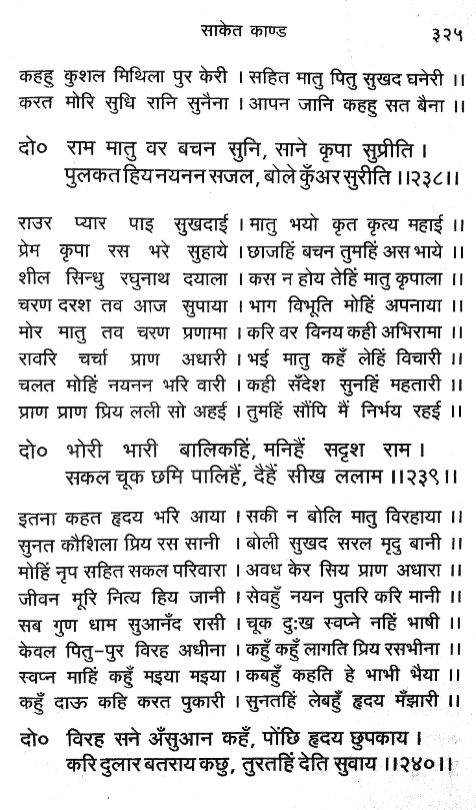 साकेत काण्ड ३२५
कहहु कुशल मिथिला पुर केरी । सहित मातु पितु सुखद घनेरी ।।
करत मोरि सुधि रानि सुनैना । आपन जानि कहहु सत बैना ।।
दो० राम मातु वर बचन सुनि, साने कृपा सुप्रीति ।
पुलकत हिय नयनन सजल, बोले कुँअर सुरीति ।।२३८।।
राउर प्यार पाइ सुखदाई । मातु भयो कृत कृत्य महाई ।।
प्रेम कृपा रस भरे सुहाये । छाजहिं बचन तुमहिं अस भाये ।।
शील सिन्धु रघुनाथ दयाला । कस न होय तेहिं मातु कृपाला ।।
चरण दरश तव आज सुपाया । भाग विभूति मोहिं अपनाया ।।
मोर मातु तव चरण प्रणामा । करि वर विनय कही अभिरामा ।।
रावरि चर्चा प्राण अधारी । भई मातु कहँ लेहिं विचारी ।।
चलत मोहिं नयनन भरि वारी । कही सँदेश सुनहिं महतारी ।।
प्राण प्राण प्रिय लली सो अहई । तुमहिं सौंपि मैं निर्भय रहई ।।
दो० भोरी भारी बालिकहिं, मनिहैं सदृश राम ।
सकल चूक छमि पालिहैं, दैहैं सीख ललाम ।।२३९।।
इतना कहत हृदय भरि आया । सकी न बोलि मातु विरहाया ।।
सुनत कौशिला प्रिय रस सानी । बोली सुखद सरल मृदु बानी ।।
मोहिं नृप सहित सकल परिवारा । अवध केर सिय प्राण अधारा ।।
जीवन मूरि नित्य हिय जानी । सेवहुँ नयन पुतरि करि मानी ।।
सब गुण धाम सुआनँद रासी । चूक दुःख स्वप्ने नहिं भाषी ।।
केवल पितु-पुर विरह अधीना । कहुँ कहुँ लागति प्रिय रसभीना ।।
स्वप्न माहिं कहुँ मइया मइया । कबहुँ कहति हे भाभी भैया ।।
कहुँ दाऊ कहि करत पुकारी । सुनतहिं लेबहुँ हृदय मँझारी ।।
दो० विरह सने अँसुआन कहँ, पोंछि हृदय छुपकाय ।
करि दुलार बतराय कछु, तुरतहिं देति सुवाय ।।२४०।।